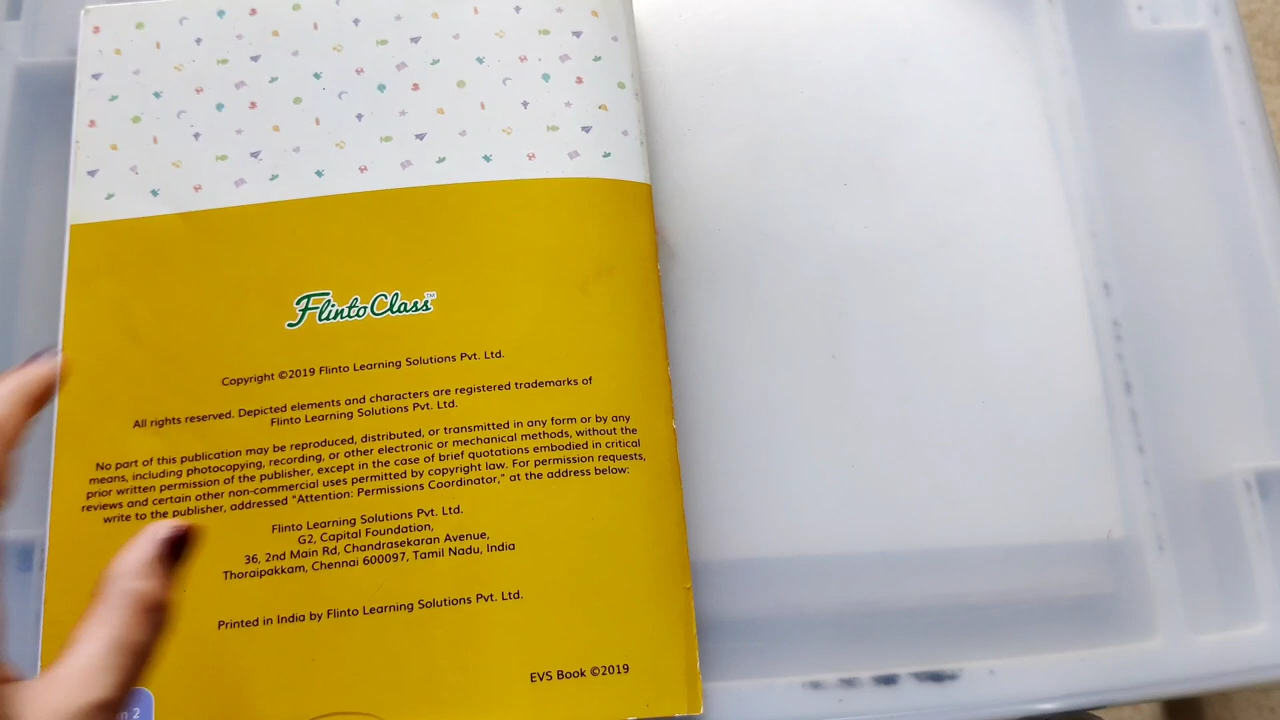 FlintoClass™
Copyright ©2019 Flinto Learning Solutions Pvt. Ltd.
All rights reserved. Depicted elements and characters are registered trademarks of
Flinto Learning Solutions Pvt. Ltd.
No part of this publication may be reproduced, distributed, or transmitted in any form or by any
means, including photocopying, recording, or other electronic or mechanical methods, without the
prior written permission of the publisher, except in the case of brief quotations embodied in critical
reviews and certain other non-commercial uses permitted by copyright law. For permission requests,
write to the publisher, addressed "Attention: Permissions Coordinator," at the address below:
Flinto Learning Solutions Pvt. Ltd.
G2, Capital Foundation,
36, 2nd Main Rd, Chandrasekaran Avenue,
Thoraipakkam, Chennai 600097, Tamil Nadu, India
Printed in India by Flinto Learning Solutions Pvt. Ltd.
EVS Book ©2019
2